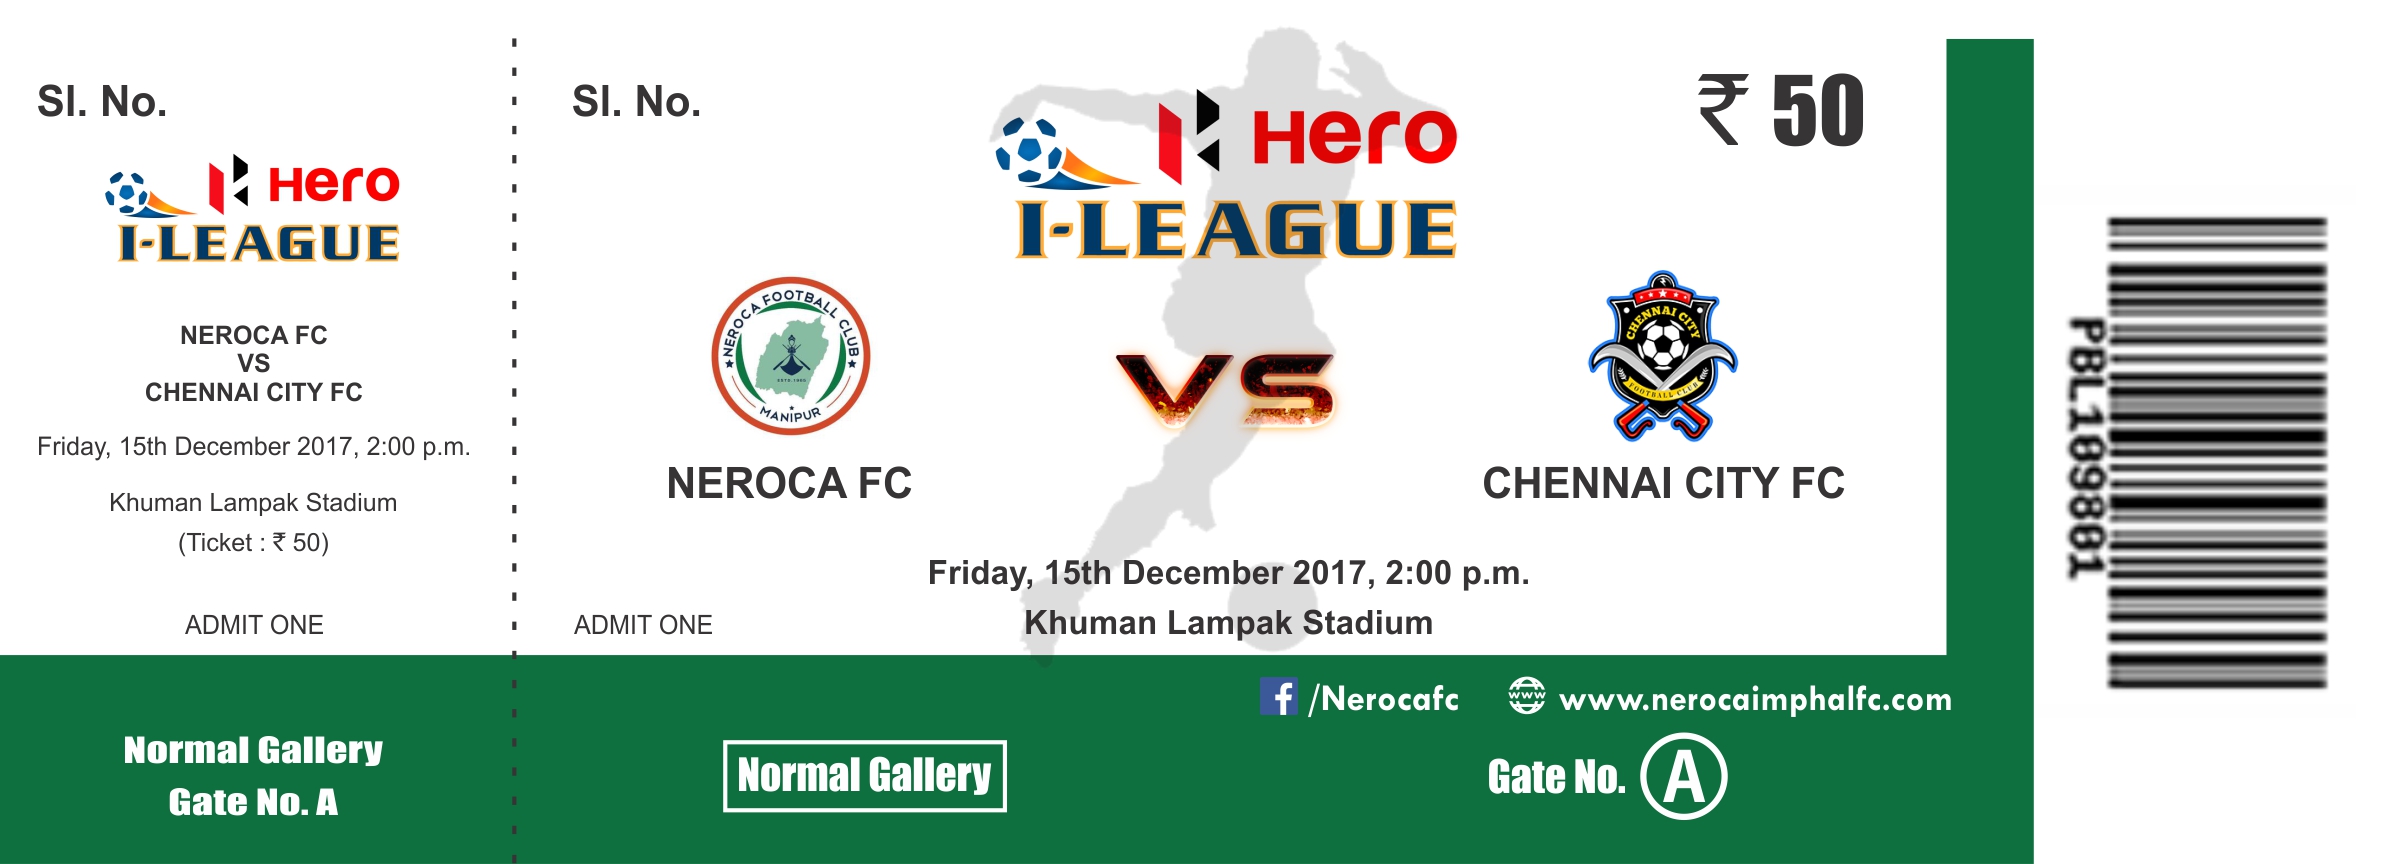 Sl. No.
Hero
I-LEAGUE
NEROCA FC
VS
CHENNAI CITY FC
Friday, 15th December 2017, 2:00 p.m.
Khuman Lampak Stadium
(Ticket : ₹ 50)
ADMIT ONE
Normal Gallery
Gate No. A
Sl. No.
Hero
I-LEAGUE
₹ 50
NEROCA FOOTBALL CLUB
ESTD.1965
MANIPUR
NEROCA FC
VS
CHENNAI CITY
FOOTBALL CLUB
CHENNAI CITY FC
Friday, 15th December 2017, 2:00 p.m.
Khuman Lampak Stadium
ADMIT ONE
f /Nerocafc
www www.nerocaimphalfc.com
Normal Gallery
Gate No. A
PBL189881